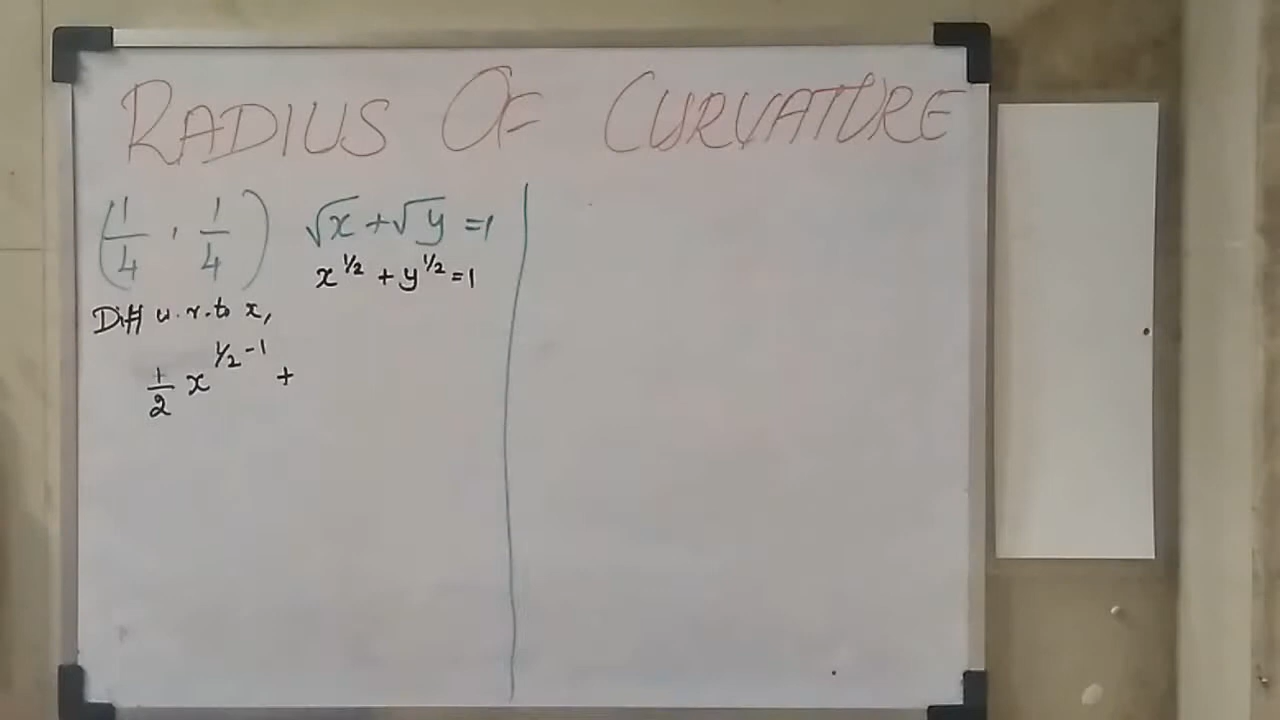 RADIUS OF CURVATURE
(1/4 , 1/4) √x + √y = 1
x^1/2 + y^1/2 = 1
Diff w.r.to x,
1/2 x^1/2-1 +